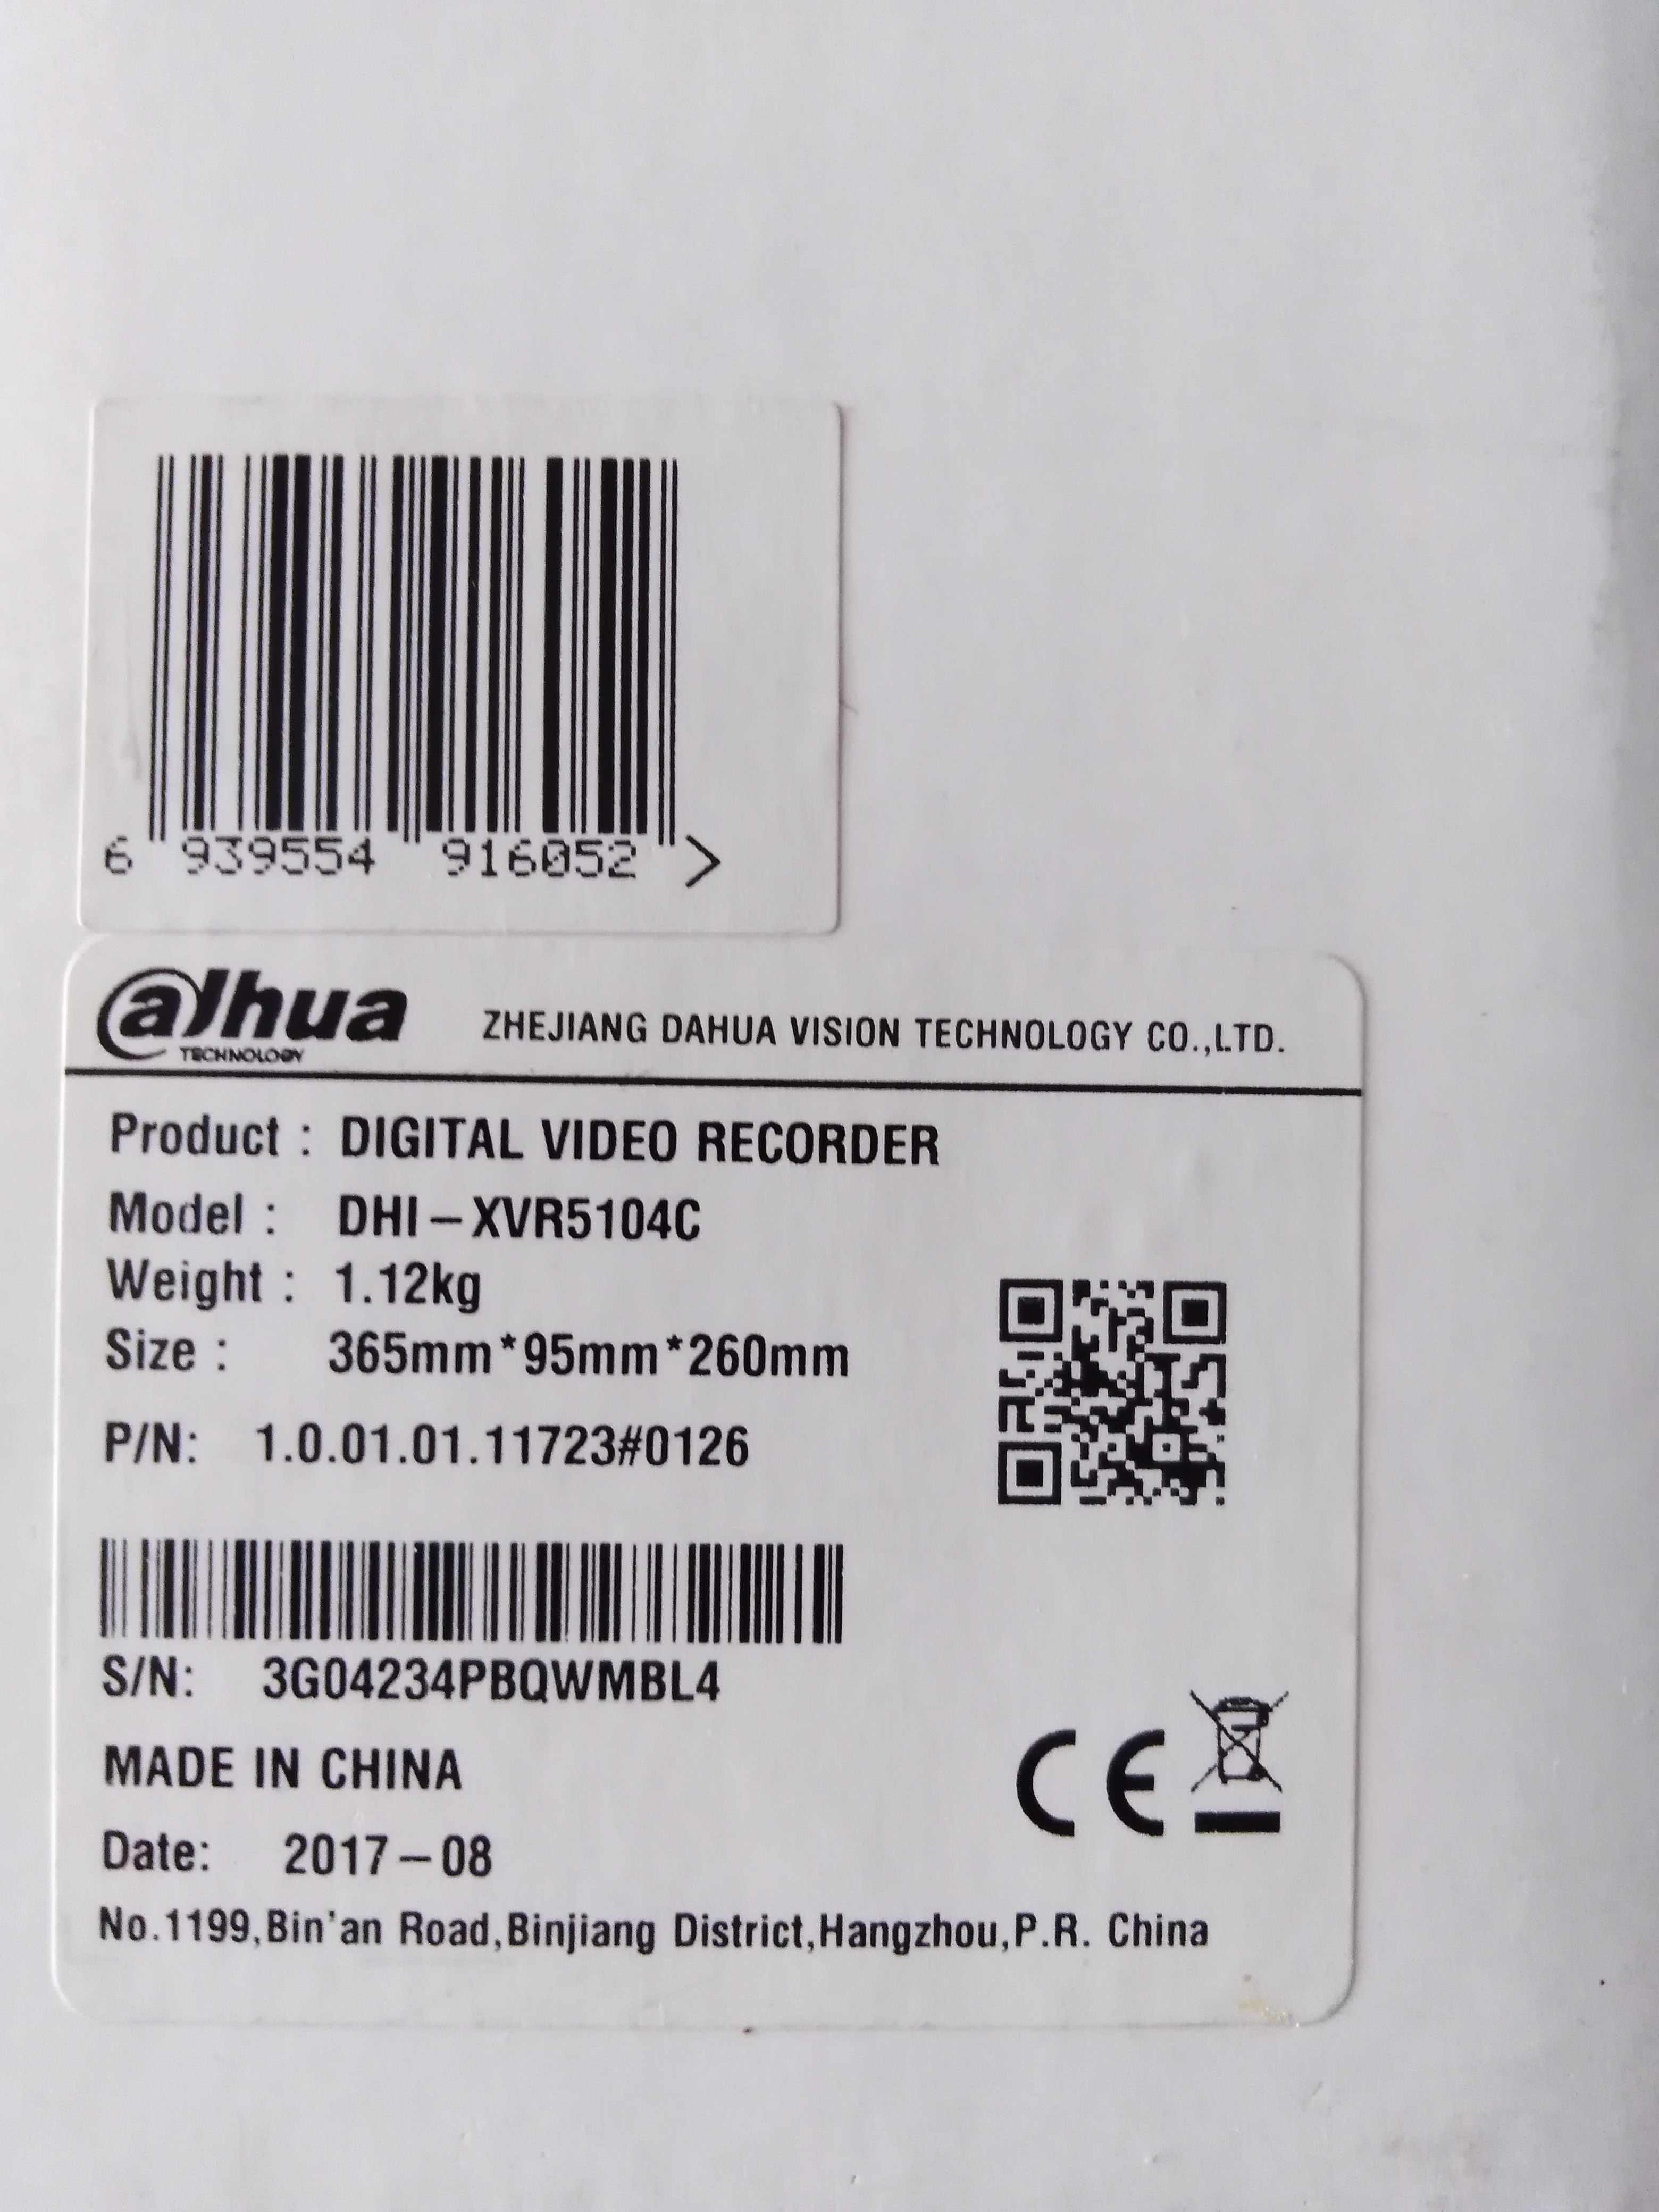 6 939554 916052 >
alhua TECHNOLOGY ZHEJIANG DAHUA VISION TECHNOLOGY CO.,LTD.
Product : DIGITAL VIDEO RECORDER
Model : DHI-XVR5104C
Weight : 1.12kg
Size : 365mm*95mm*260mm
P/N: 1.0.01.01.11723#0126
S/N: 3G04234PBQWMBL4
MADE IN CHINA
CE
Date: 2017-08
No.1199,Bin'an Road,Binjiang District,Hangzhou,P.R. China